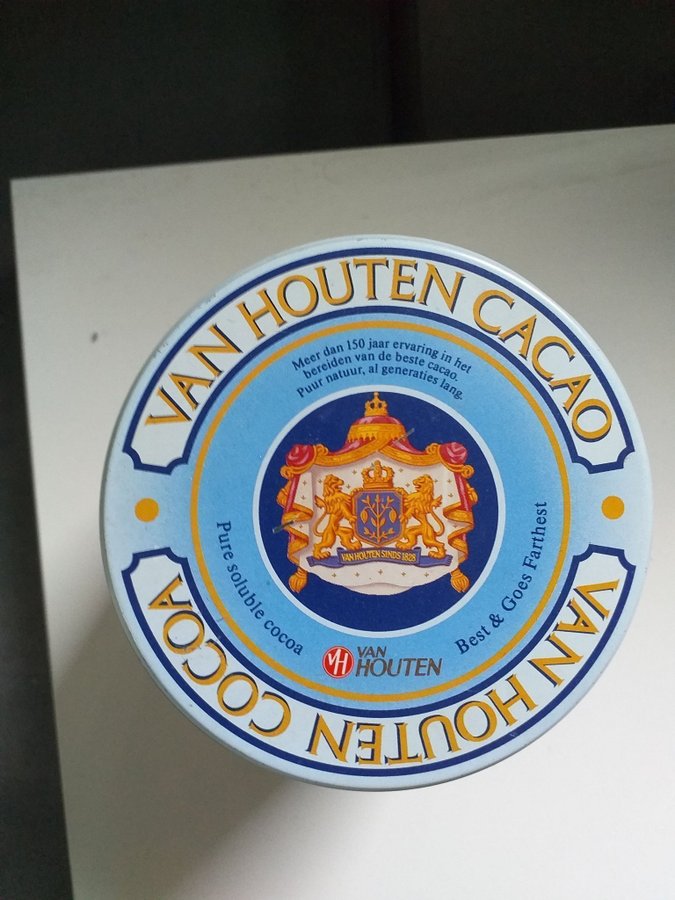 VAN HOUTEN CACAO
Meer dan 150 jaar ervaring in het
bereiden van de beste cacao.
Puur natuur, al generaties lang.
VAN HOUTEN SINDS 1828
Pure soluble cocoa
Best & Goes Farthest
VH VAN
HOUTEN
VAN HOUTEN COCOA